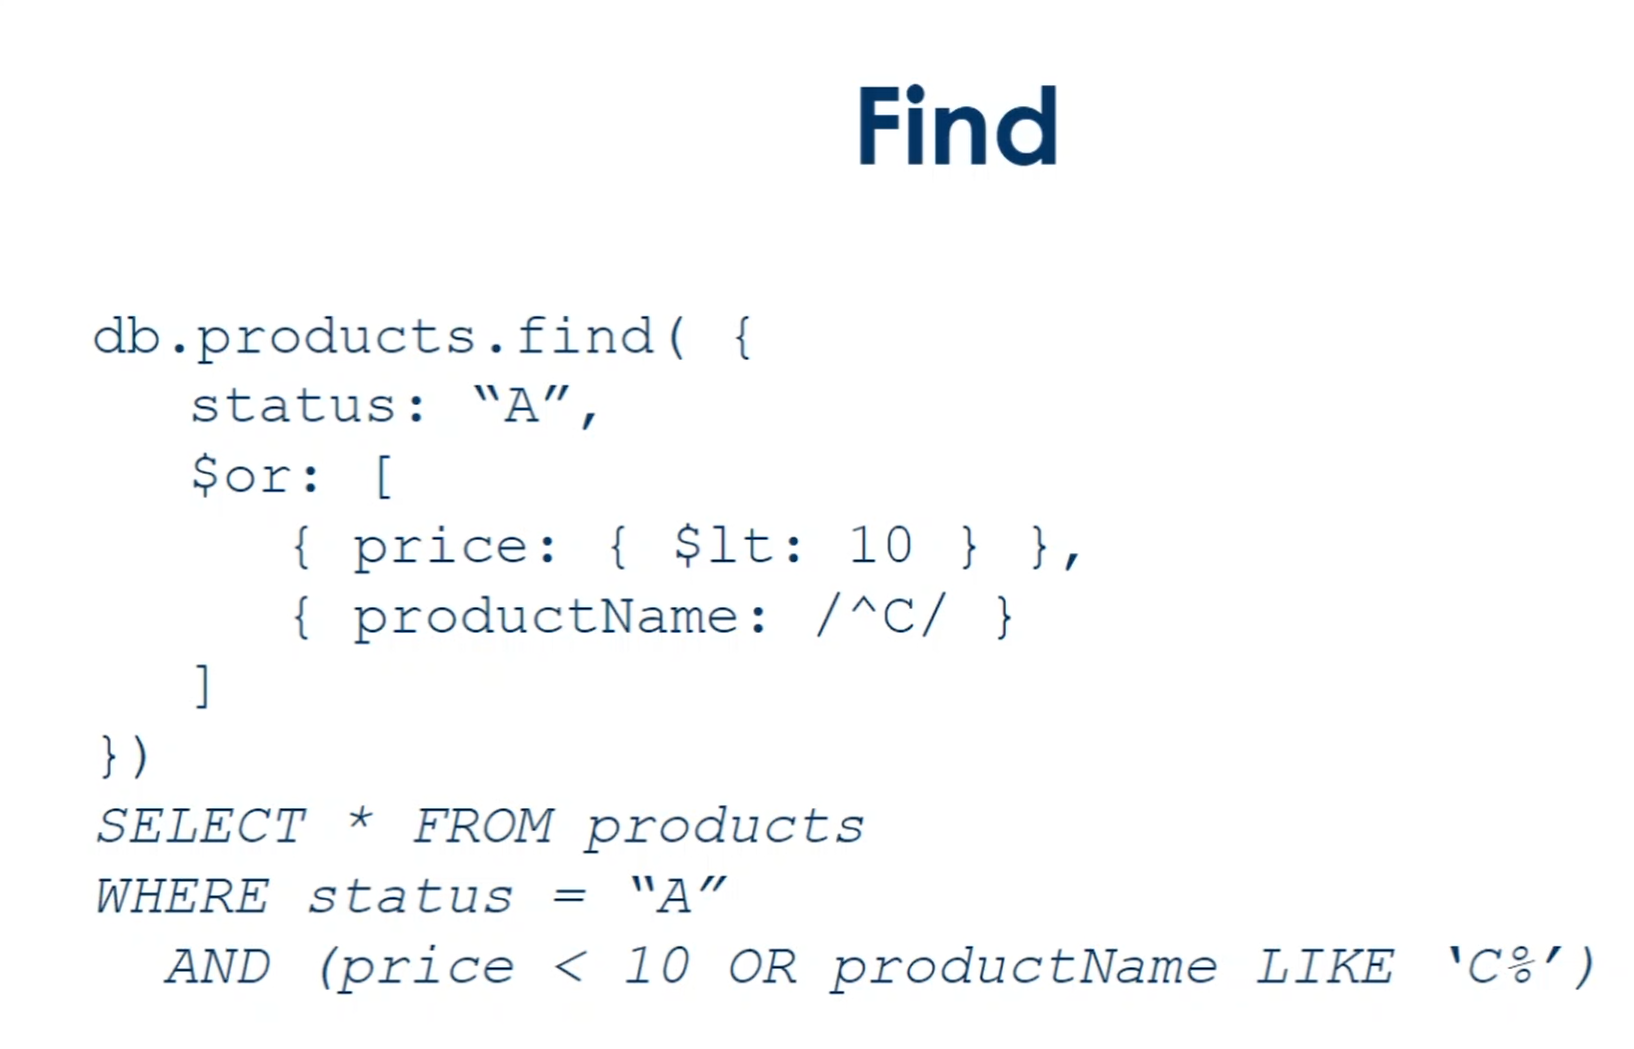 Find
db.products.find( {
status: “A”,
$or: [
{ price: { $lt: 10 } },
{ productName: /^C/ }
]
})
SELECT * FROM products
WHERE status = “A”
AND (price < 10 OR productName LIKE ‘C%’)